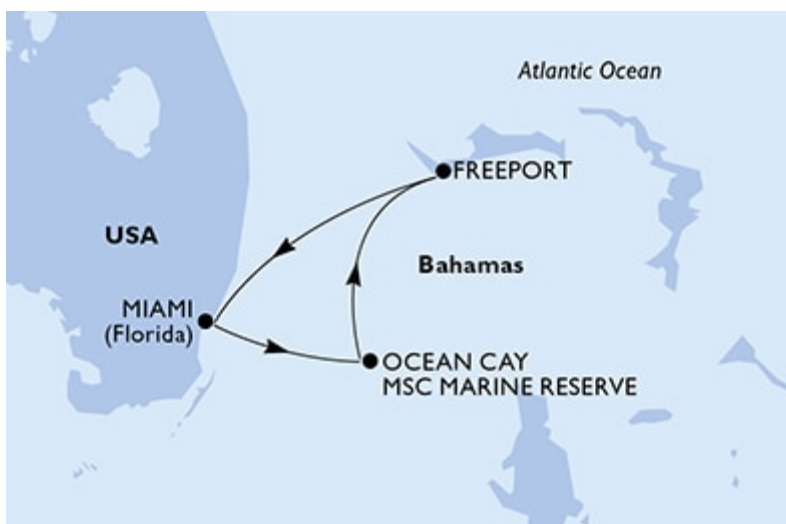 Atlantic Ocean
FREEPORT
USA
Bahamas
MIAMI
(Florida)
OCEAN CAY
MSC MARINE RESERVE